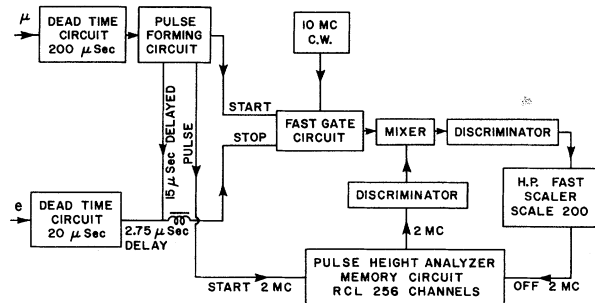 μ
DEAD TIME
CIRCUIT
200 μ Sec
PULSE
FORMING
CIRCUIT
10 MC
C.W.
START
STOP
FAST GATE
CIRCUIT
MIXER
DISCRIMINATOR
15 μ Sec DELAYED
PULSE
DISCRIMINATOR
H.P. FAST
SCALER
SCALE 200
e
DEAD TIME
CIRCUIT
20 μ Sec
2.75 μ Sec
DELAY
2 MC
START 2 MC
PULSE HEIGHT ANALYZER
MEMORY CIRCUIT
RCL 256 CHANNELS
OFF 2 MC